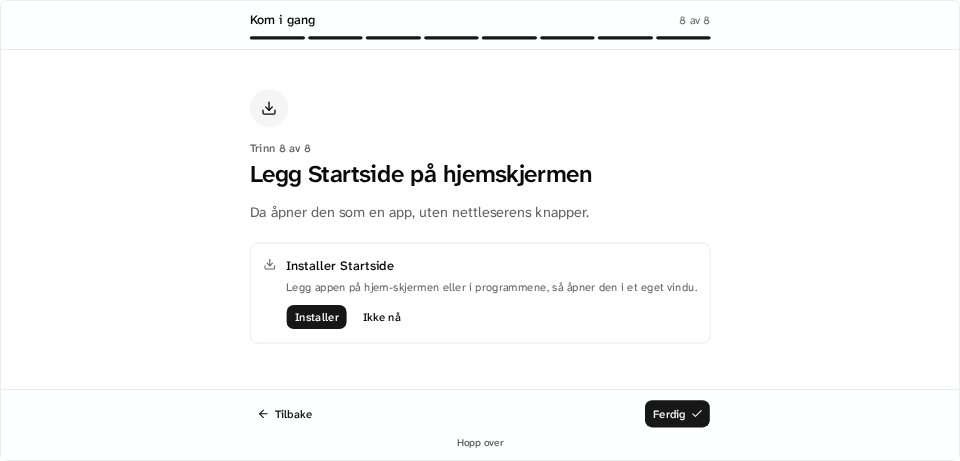 Kom i gang
8 av 8
Trinn 8 av 8
Legg Startside på hjemskjermen
Da åpner den som en app, uten nettleserens knapper.
Installer Startside
Legg appen på hjem-skjermen eller i programmene, så åpner den i et eget vindu.
Installer
Ikke nå
Tilbake
Ferdig
Hopp over